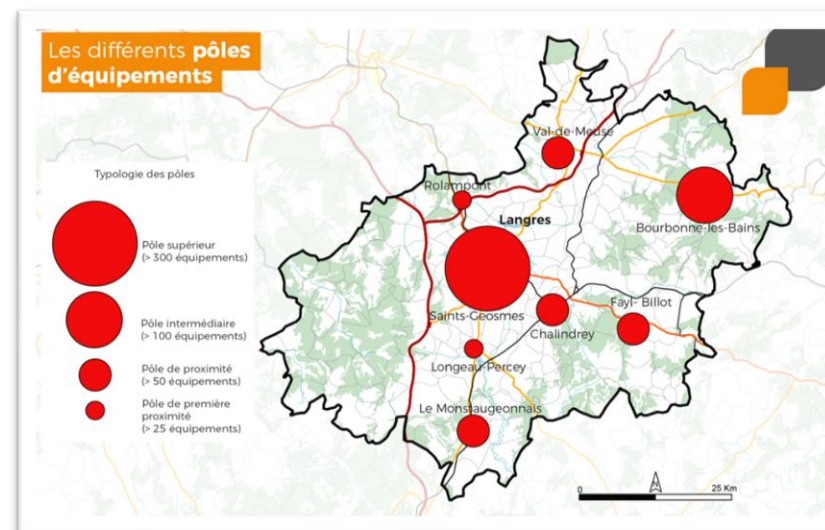 Les différents pôles
d'équipements
Typologie des pôles
Pôle supérieur
(> 300 équipements)
Pôle intermédiaire
(> 100 équipements)
Pôle de proximité
(> 50 équipements)
Pôle de première
proximité
(> 25 équipements)
Val-de-Meuse
Rolampont
Langres
Bourbonne-les-Bains
Saints-Geosmes
Fayl- Billot
Chalindrey
Longeau-Percey
Le Monstaugeonnais
N
0
25 Km